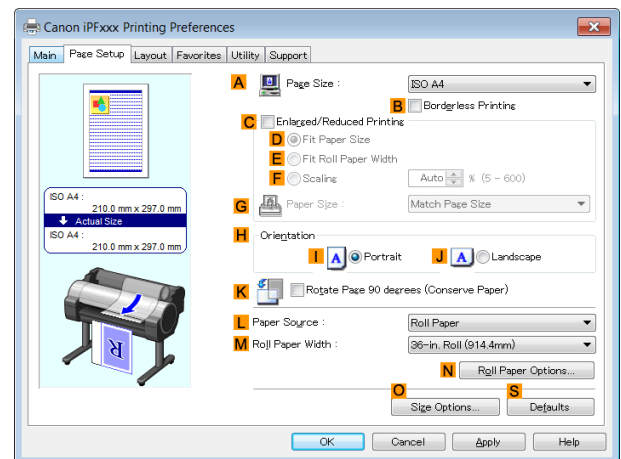 Canon iPFxxx Printing Preferences
Main Page Setup Layout Favorites Utility Support
A Page Size : ISO A4
B Borderless Printing
C Enlarged/Reduced Printing
D Fit Paper Size
E Fit Roll Paper Width
F Scaling Auto % (5 - 600)
ISO A4 :
210.0 mm x 297.0 mm
Actual Size
ISO A4 :
210.0 mm x 297.0 mm
G Paper Size : Match Page Size
H Orientation
I A Portrait J A Landscape
K Rotate Page 90 degrees (Conserve Paper)
L Paper Source : Roll Paper
M Roll Paper Width : 36-in. Roll (914.4mm)
N Roll Paper Options...
R
O S
Size Options... Defaults
OK Cancel Apply Help